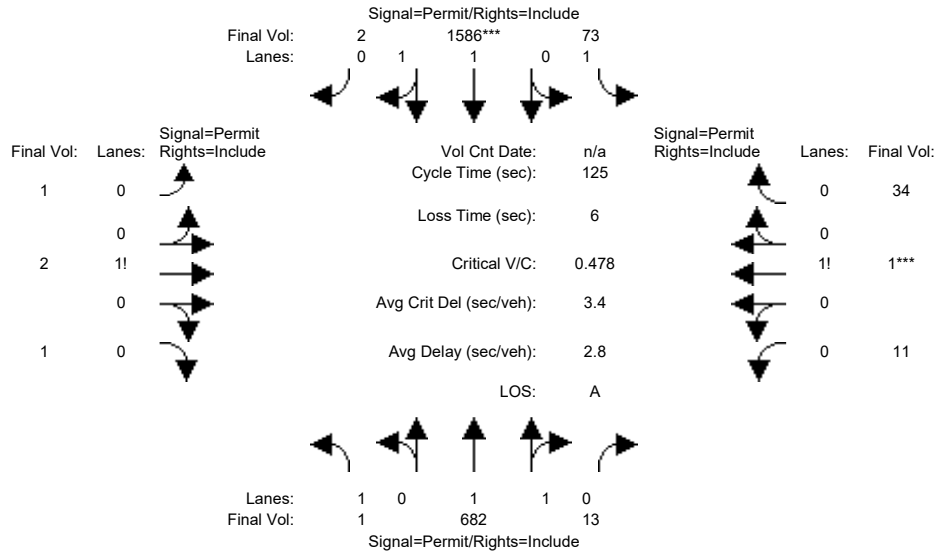 Signal=Permit/Rights=Include
Final Vol: 2 1586*** 73
Lanes: 0 1 1 0 1
Signal=Permit Signal=Permit
Final Vol: Lanes: Rights=Include Vol Cnt Date: n/a Rights=Include Lanes: Final Vol:
Cycle Time (sec): 125
1 0 0 34
Loss Time (sec): 6
0 0
2 1! Critical V/C: 0.478 1! 1***
0 Avg Crit Del (sec/veh): 3.4 0
1 0 Avg Delay (sec/veh): 2.8 0 11
LOS: A
Lanes: 1 0 1 1 0
Final Vol: 1 682 13
Signal=Permit/Rights=Include